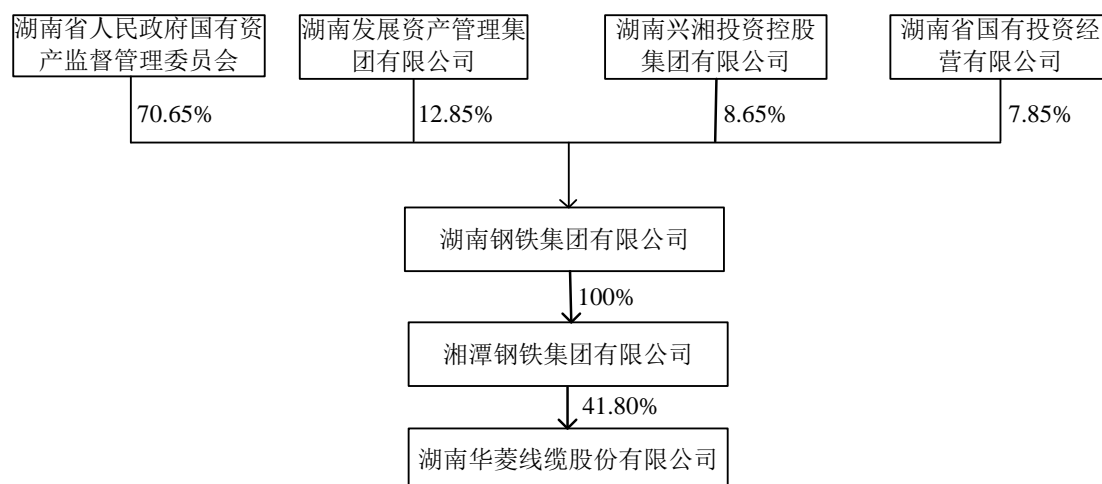 湖南省人民政府国有资
产监督管理委员会
湖南发展资产管理集
团有限公司
湖南兴湘投资控股
集团有限公司
湖南省国有投资经
营有限公司
70.65%
12.85%
8.65%
7.85%
湖南钢铁集团有限公司
100%
湘潭钢铁集团有限公司
41.80%
湖南华菱线缆股份有限公司